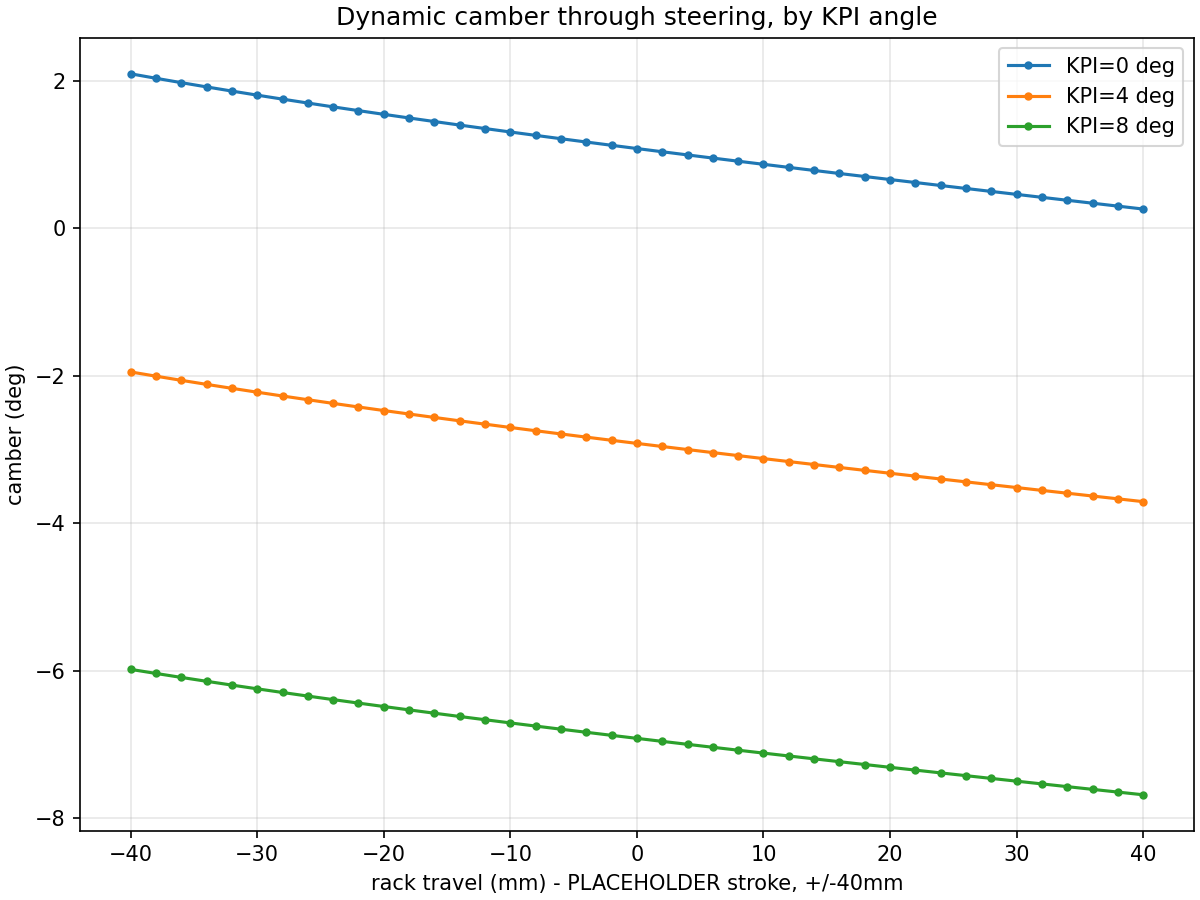 Dynamic camber through steering, by KPI angle
KPI=0 deg
KPI=4 deg
KPI=8 deg
camber (deg)
2
0
−2
−4
−6
−8
−40 −30 −20 −10 0 10 20 30 40
rack travel (mm) - PLACEHOLDER stroke, +/-40mm